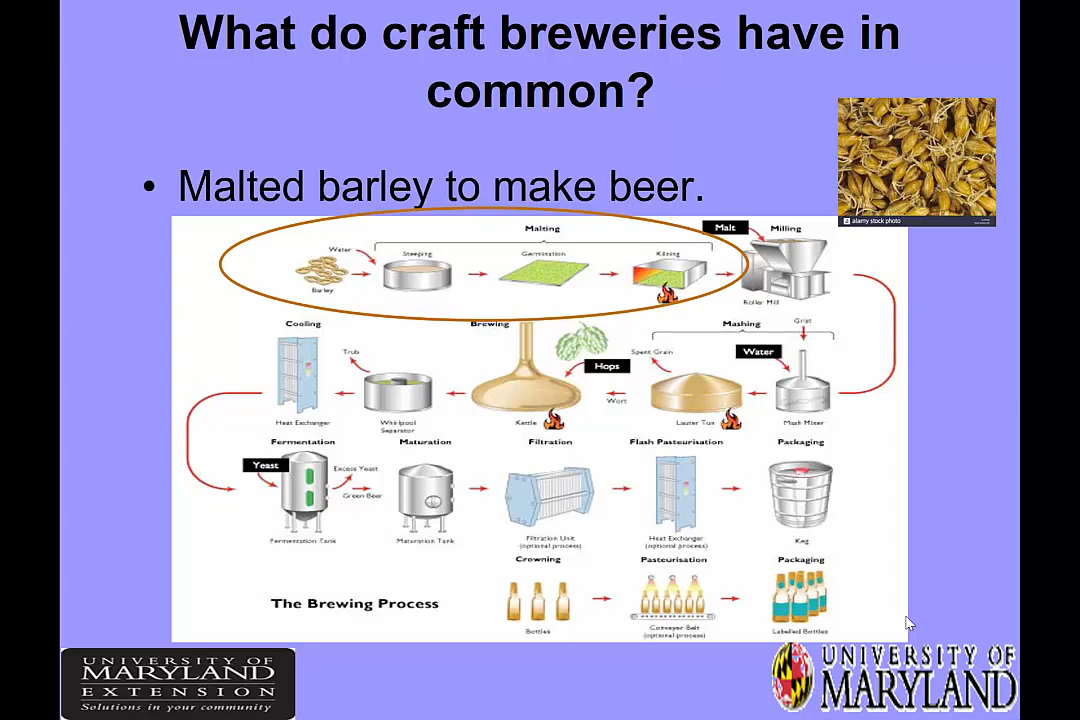 What do craft breweries have in
common?
• Malted barley to make beer.
alamy stock photo
Malting
Malt
Milling
Water
Steeping
Germination
Kilning
Barley
Roller Mill
Cooling
Brewing
Mashing
Grist
Trub
Hops
Spent Grain
Water
Wort
Heat Exchanger
Whirlpool
Separator
Kettle
Lauter Tun
Mash Mixer
Fermentation
Maturation
Filtration
Flash Pasteurisation
Packaging
Yeast
Excess Yeast
Green Beer
Fermentation Tank
Maturation Tank
Filtration Unit
(optional process)
Heat Exchanger
(optional process)
Keg
Crowning
Pasteurisation
Packaging
The Brewing Process
Bottles
Conveyer Belt
(optional process)
Labelled Bottles
UNIVERSITY OF
MARYLAND
EXTENSION
Solutions in your community
UNIVERSITY OF
MARYLAND